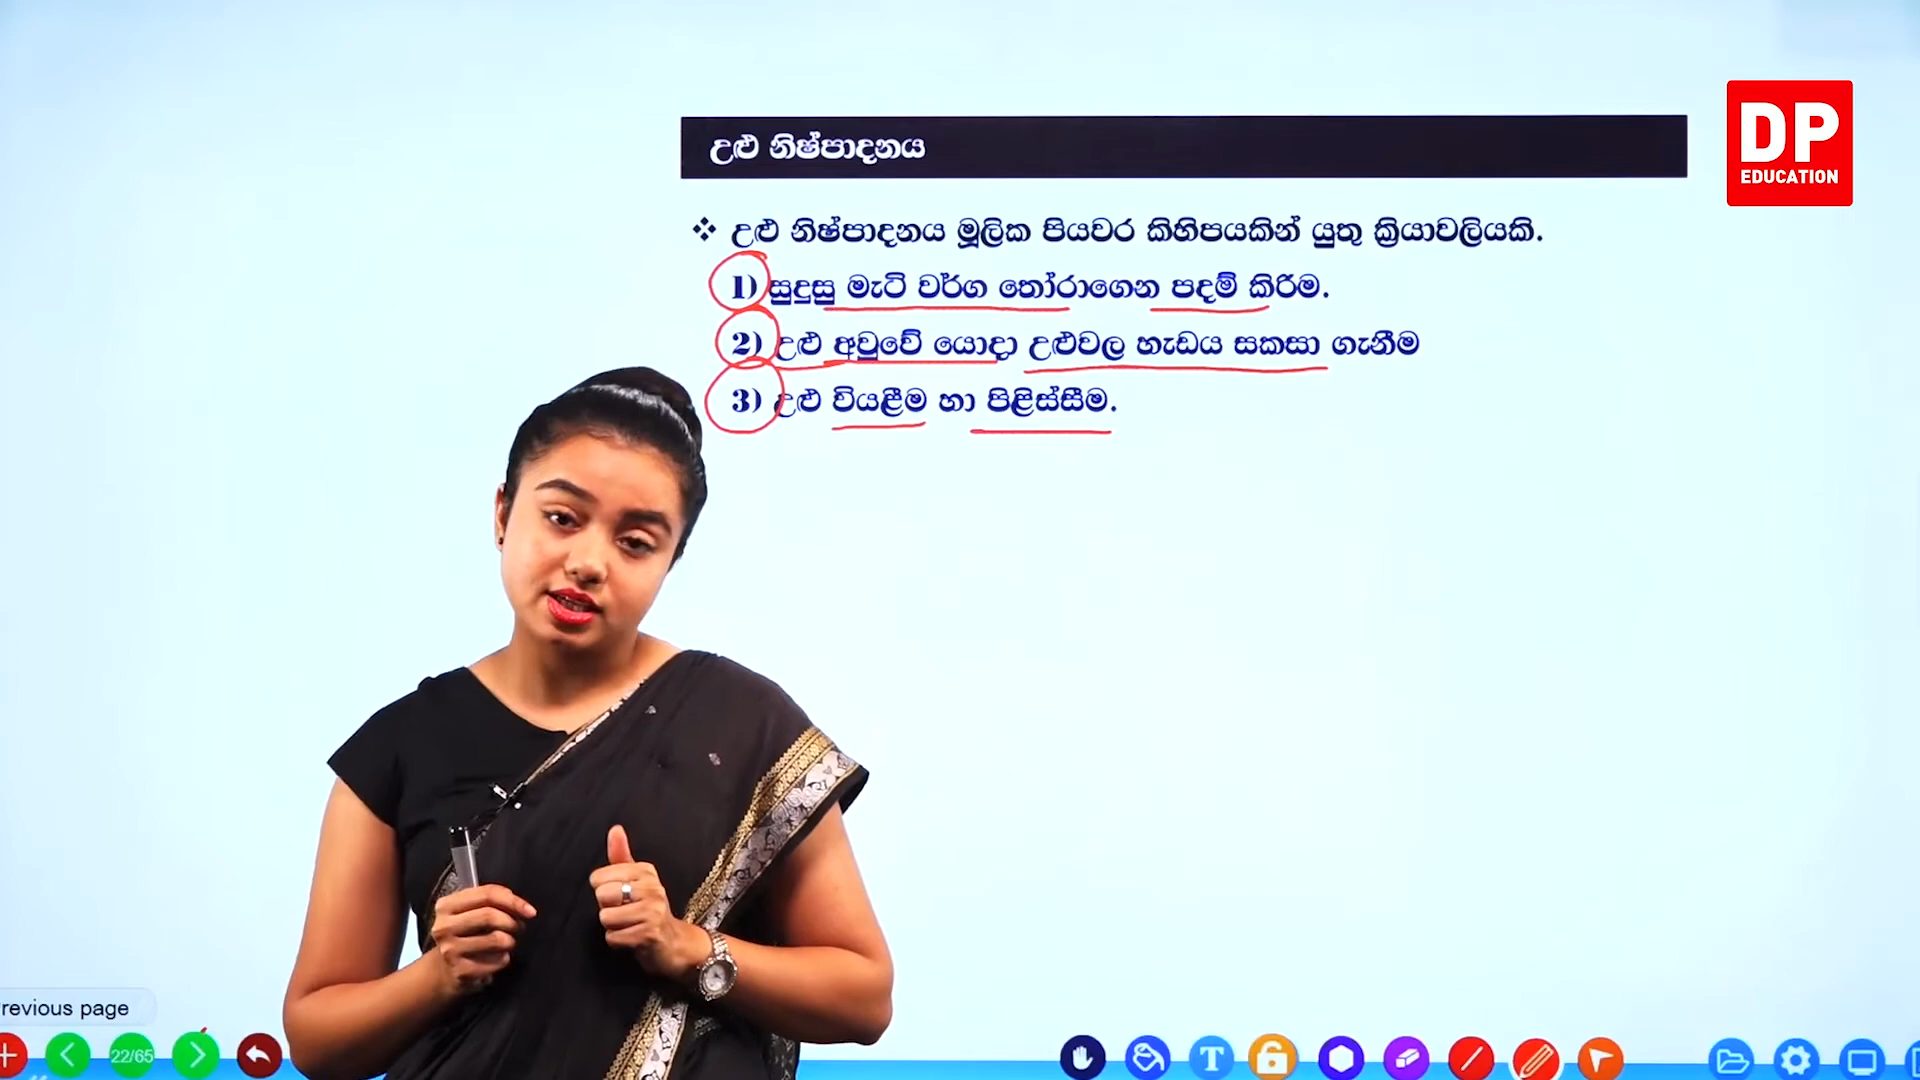 DP
EDUCATION
උළු නිෂ්පාදනය
❖ උළු නිෂ්පාදනය මූලික පියවර කිහිපයකින් යුතු ක්‍රියාවලියකි.
1) සුදුසු මැටි වර්ග තෝරාගෙන පදම් කිරීම.
2) උළු අච්චුවේ යොදා උළුවල හැඩය සකසා ගැනීම
3) උළු වියළීම හා පිළිස්සීම.
revious page
22/65
T